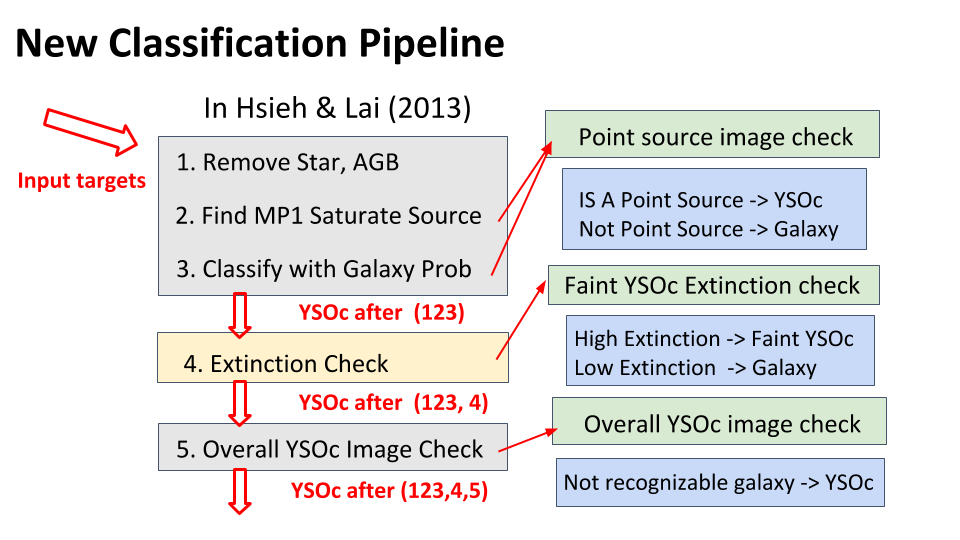 New Classification Pipeline
In Hsieh & Lai (2013)
Input targets
1. Remove Star, AGB
2. Find MP1 Saturate Source
3. Classify with Galaxy Prob
Point source image check
IS A Point Source -> YSOc
Not Point Source -> Galaxy
YSOc after  (123)
4. Extinction Check
Faint YSOc Extinction check
High Extinction -> Faint YSOc
Low Extinction  -> Galaxy
YSOc after  (123, 4)
5. Overall YSOc Image Check
Overall YSOc image check
Not recognizable galaxy -> YSOc
YSOc after (123,4,5)